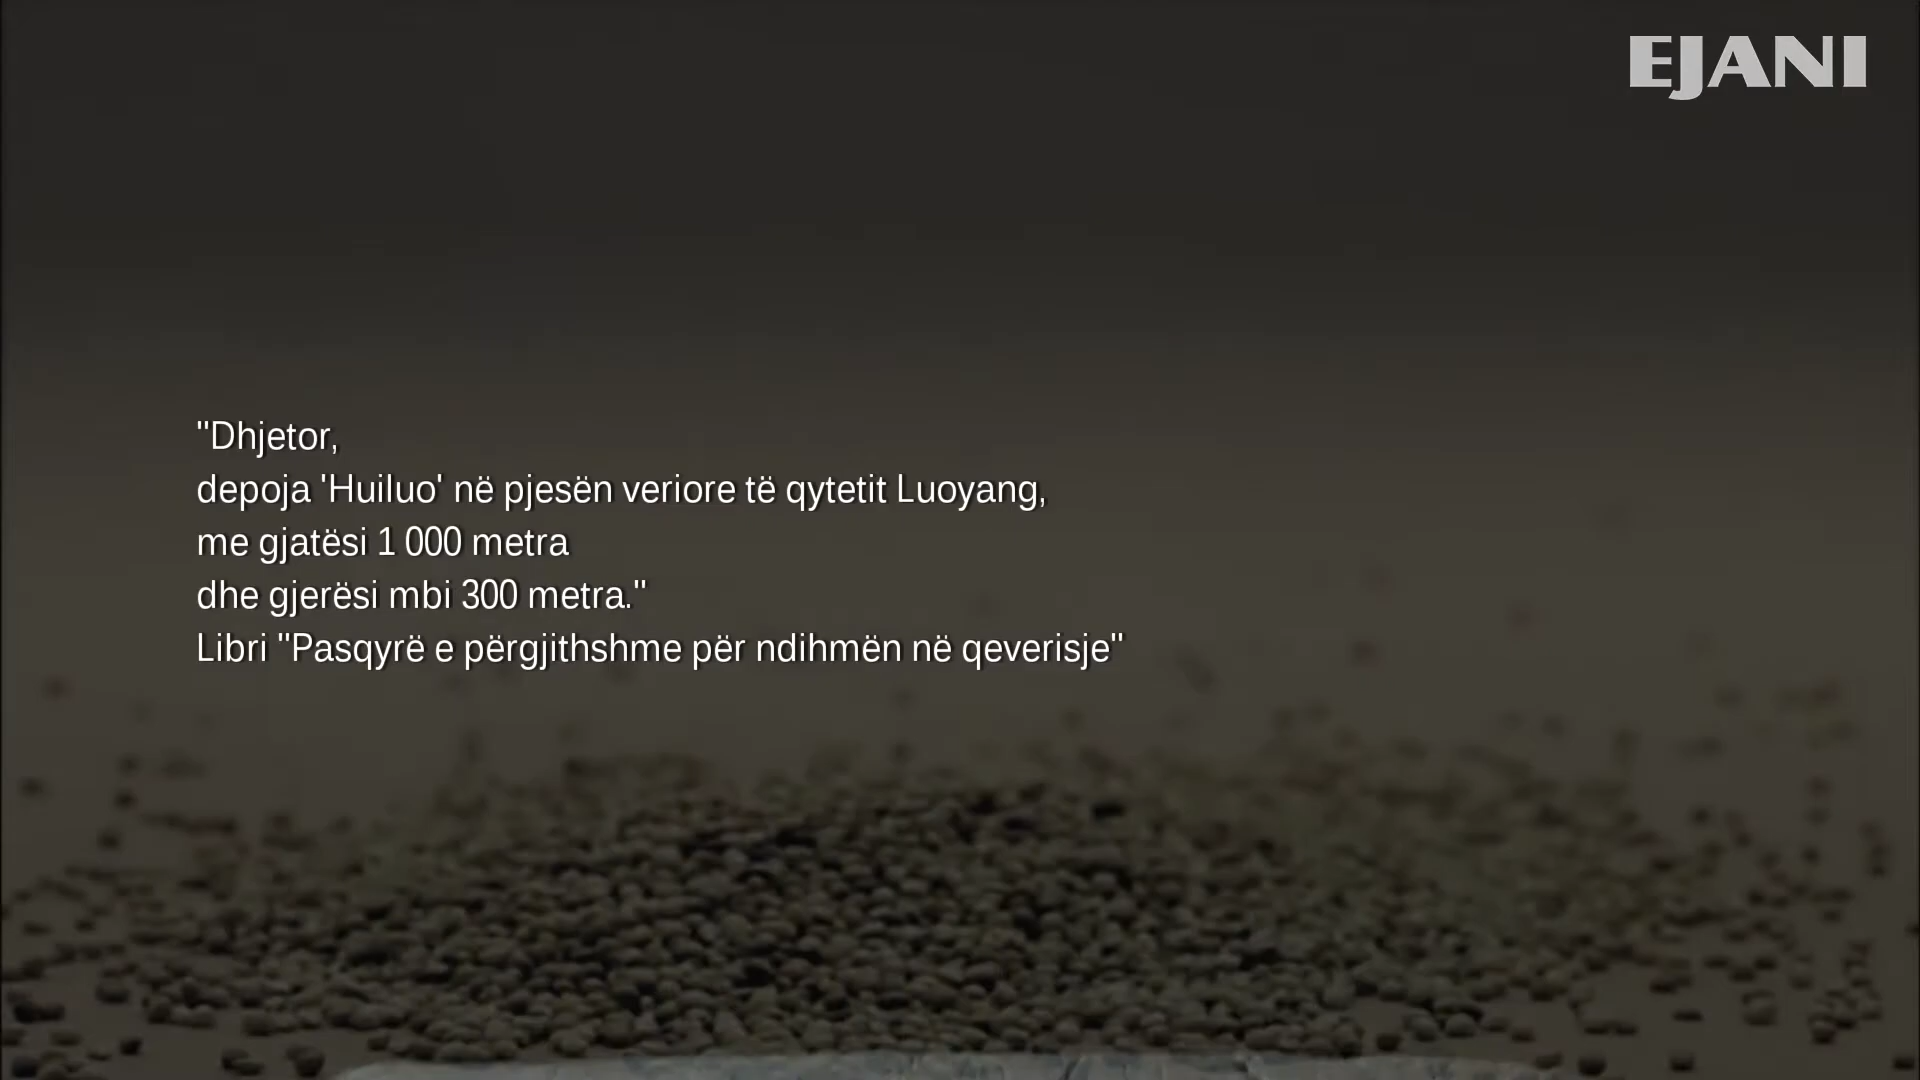 EJANI
"Dhjetor,
depoja 'Huiluo' në pjesën veriore të qytetit Luoyang,
me gjatësi 1 000 metra
dhe gjerësi mbi 300 metra."
Libri "Pasqyrë e përgjithshme për ndihmën në qeverisje"